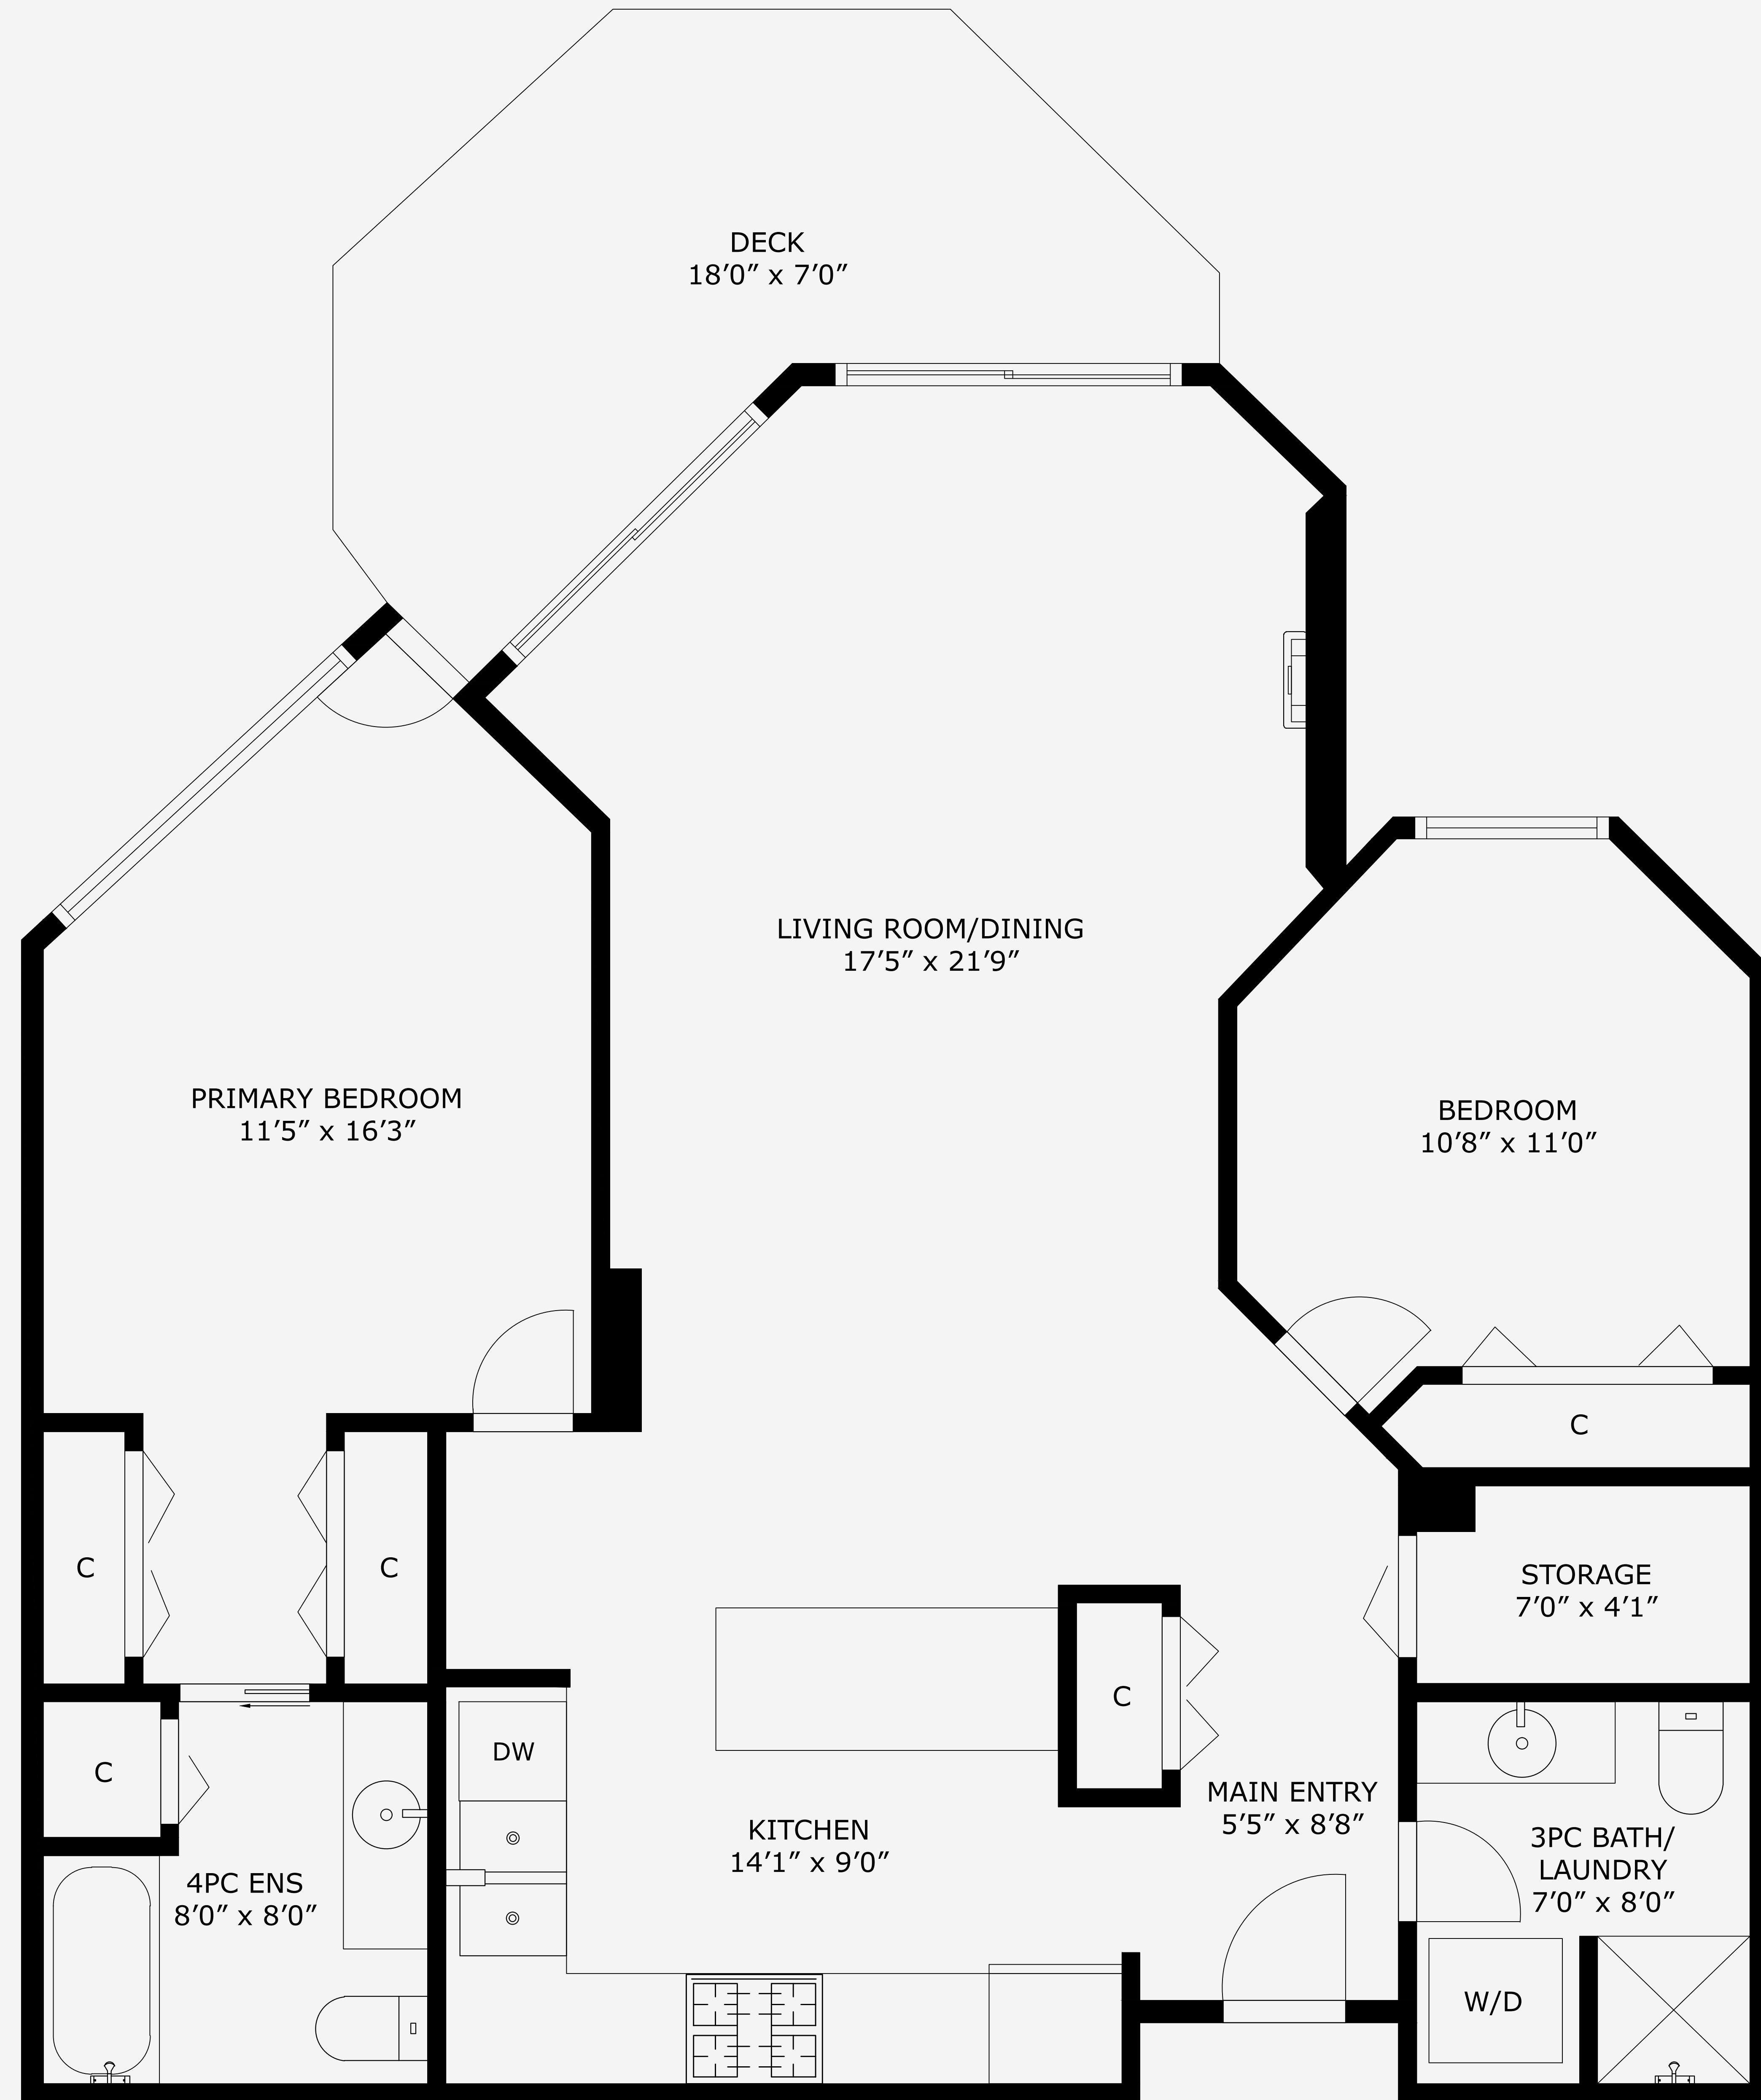 DECK
18’0” x 7’0”
LIVING ROOM/DINING
17’5” x 21’9”
PRIMARY BEDROOM
11’5” x 16’3”
BEDROOM
10’8” x 11’0”
C
C
C
STORAGE
7’0” x 4’1”
C
DW
C
MAIN ENTRY
5’5” x 8’8”
KITCHEN
14’1” x 9’0”
3PC BATH/
LAUNDRY
7’0” x 8’0”
4PC ENS
8’0” x 8’0”
W/D